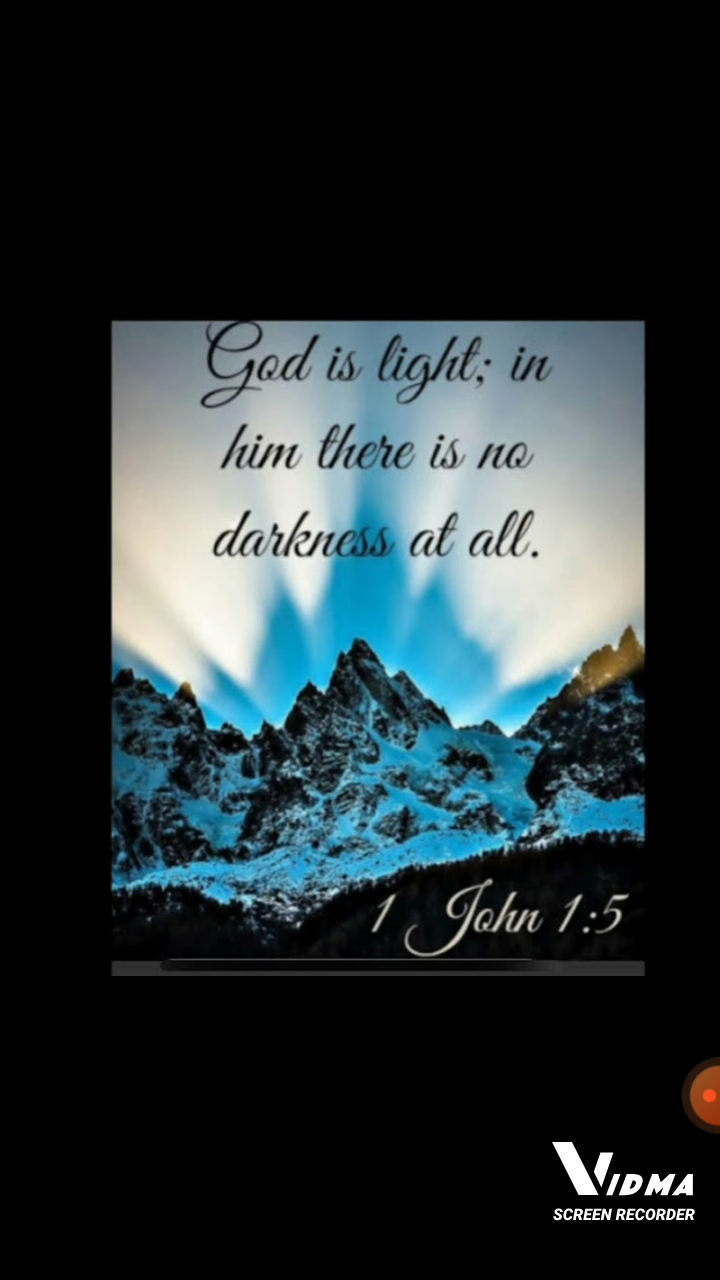 God is light; in
him there is no
darkness at all.
1 John 1:5
VIDMA
SCREEN RECORDER